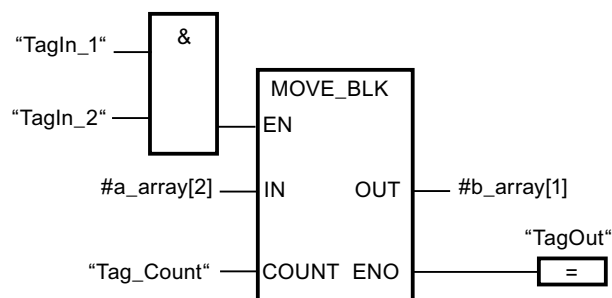 &
“TagIn_1“
MOVE_BLK
“TagIn_2“
EN
#a_array[2] IN OUT #b_array[1]
“TagOut“
“Tag_Count“ COUNT ENO =